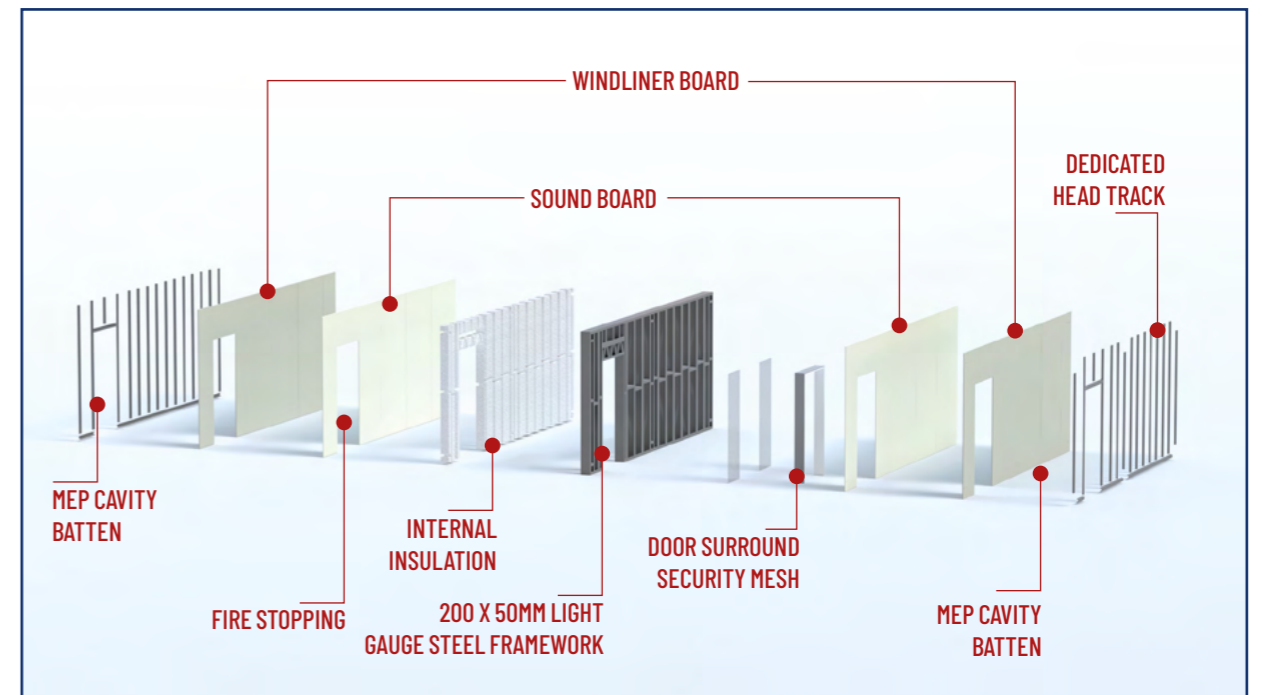 WINDLINER BOARD
DEDICATED
HEAD TRACK
SOUND BOARD
MEP CAVITY
BATTEN
INTERNAL
INSULATION
DOOR SURROUND
SECURITY MESH
FIRE STOPPING
200 X 50MM LIGHT
GAUGE STEEL FRAMEWORK
MEP CAVITY
BATTEN